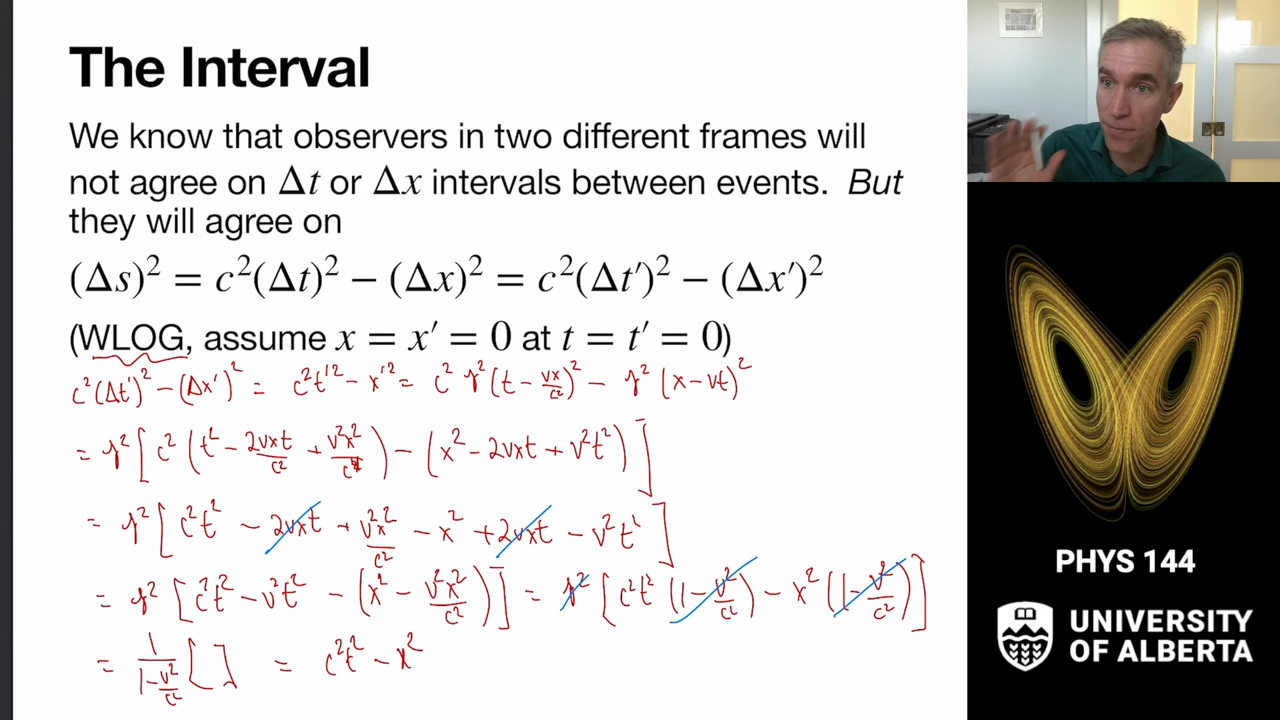 The Interval
We know that observers in two different frames will
not agree on Δt or Δx intervals between events. But
they will agree on
(Δs)² = c²(Δt)² − (Δx)² = c²(Δt′)² − (Δx′)²
(WLOG, assume x = x′ = 0 at t = t′ = 0)
c²(Δt′)² − (Δx′)² = c²t′² − x′² = c² γ² (t − vx/c²)² − γ² (x − vt)²
= γ² [ c² ( t² − 2vxt/c² + v²x²/c⁴ ) − ( x² − 2vxt + v²t² ) ]
= γ² [ c²t² − 2vxt + v²x²/c² − x² + 2vxt − v²t² ]
= γ² [ c²t² − v²t² − ( x² − v²x²/c² ) ] = γ² [ c²t² ( 1 − v²/c² ) − x² ( 1 − v²/c² ) ]
= 1/(1 − v²/c²) [ ] = c²t² − x²
PHYS 144
UNIVERSITY
OF ALBERTA